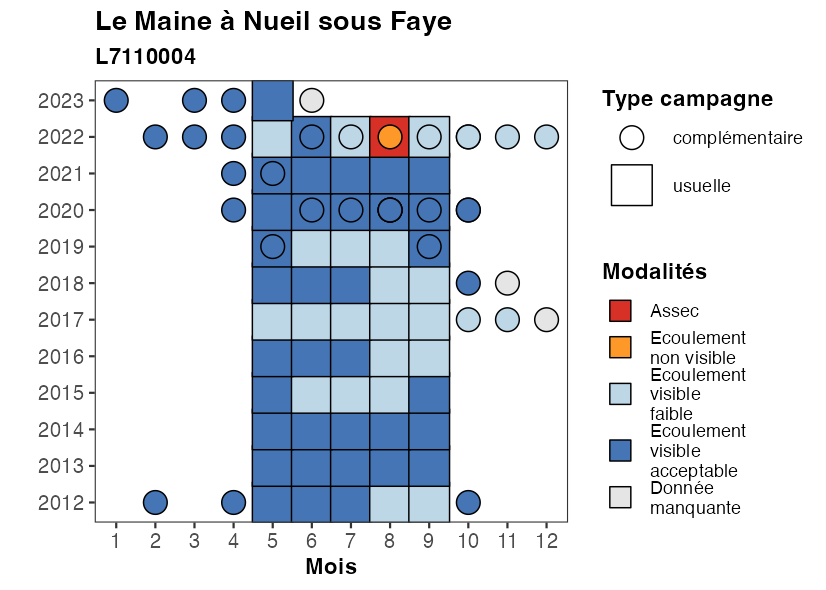 Le Maine à Nueil sous Faye
L7110004
2023
2022
2021
2020
2019
2018
2017
2016
2015
2014
2013
2012
1 2 3 4 5 6 7 8 9 10 11 12
Mois
Type campagne
complémentaire
usuelle
Modalités
Assec
Ecoulement
non visible
Ecoulement
visible
faible
Ecoulement
visible
acceptable
Donnée
manquante